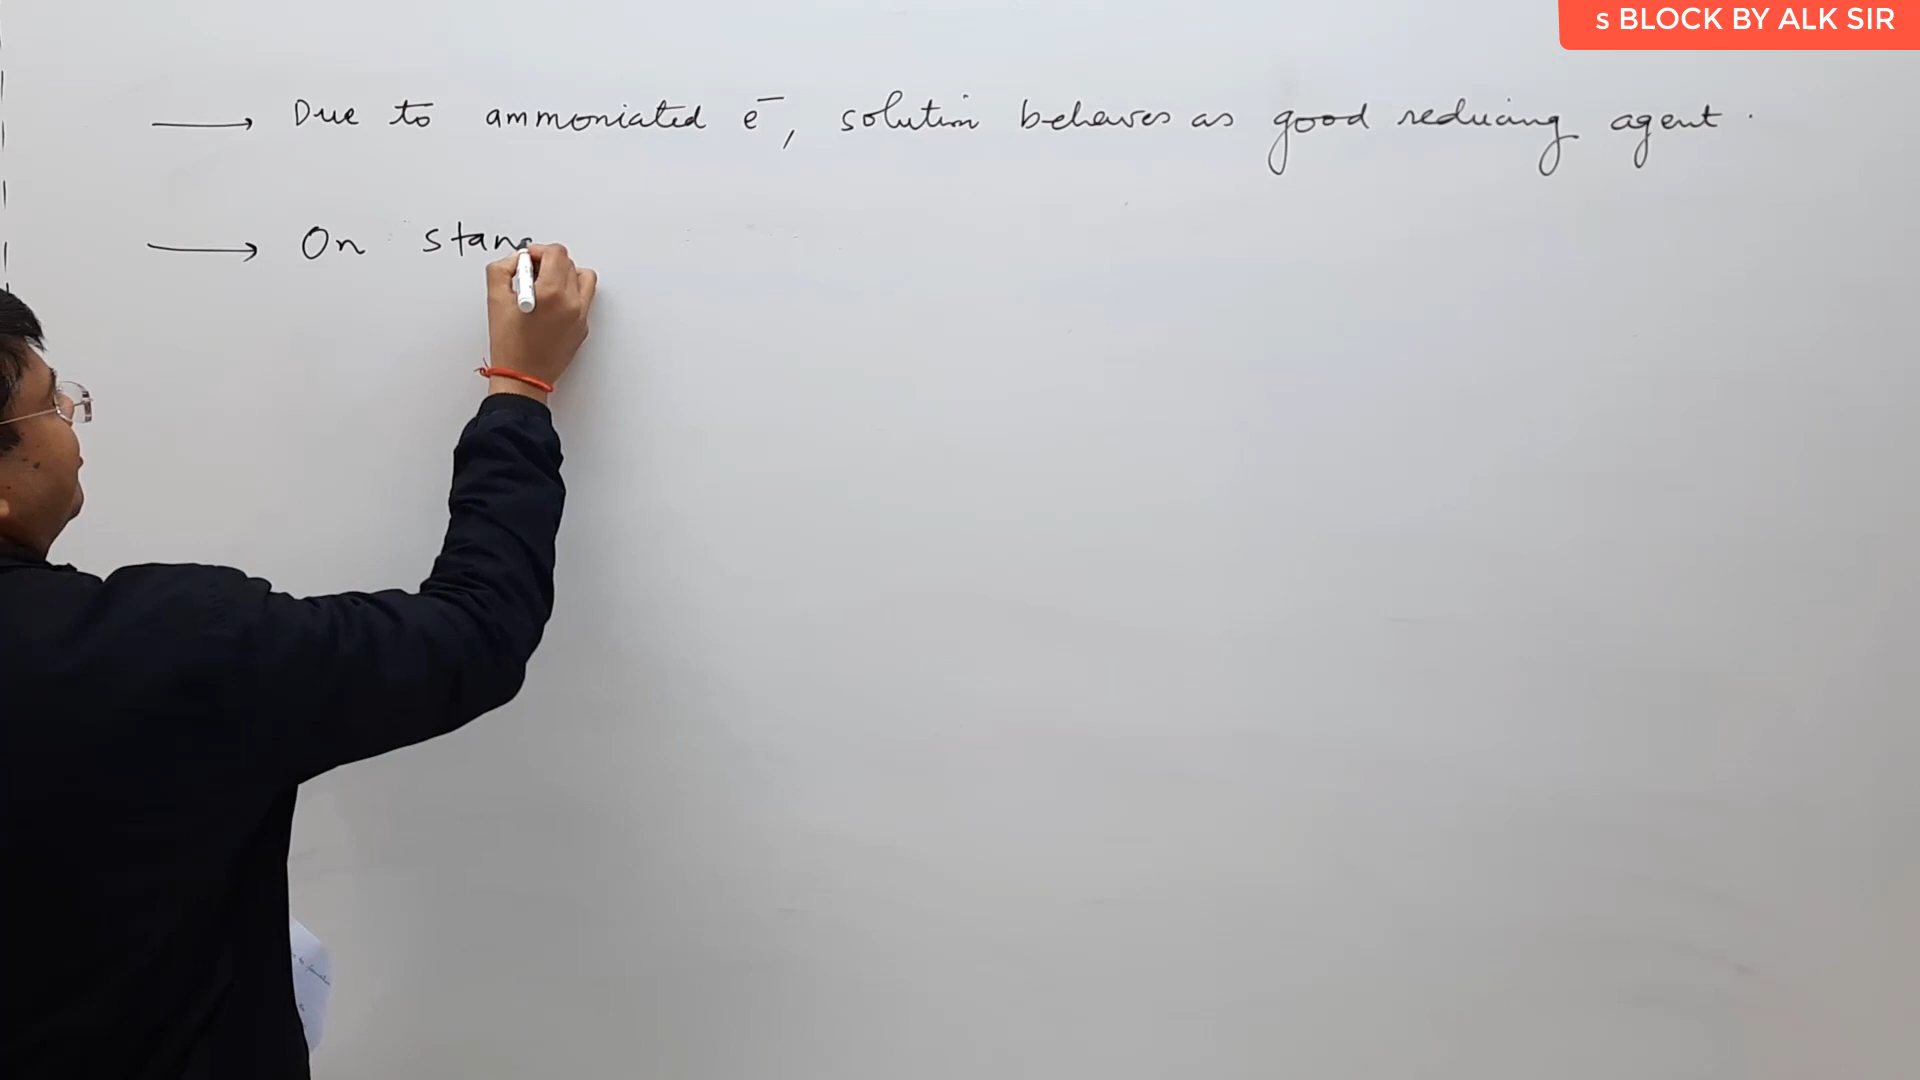 s BLOCK BY ALK SIR
→ Due to ammoniated e⁻, solution behaves as good reducing agent.
→ On stan